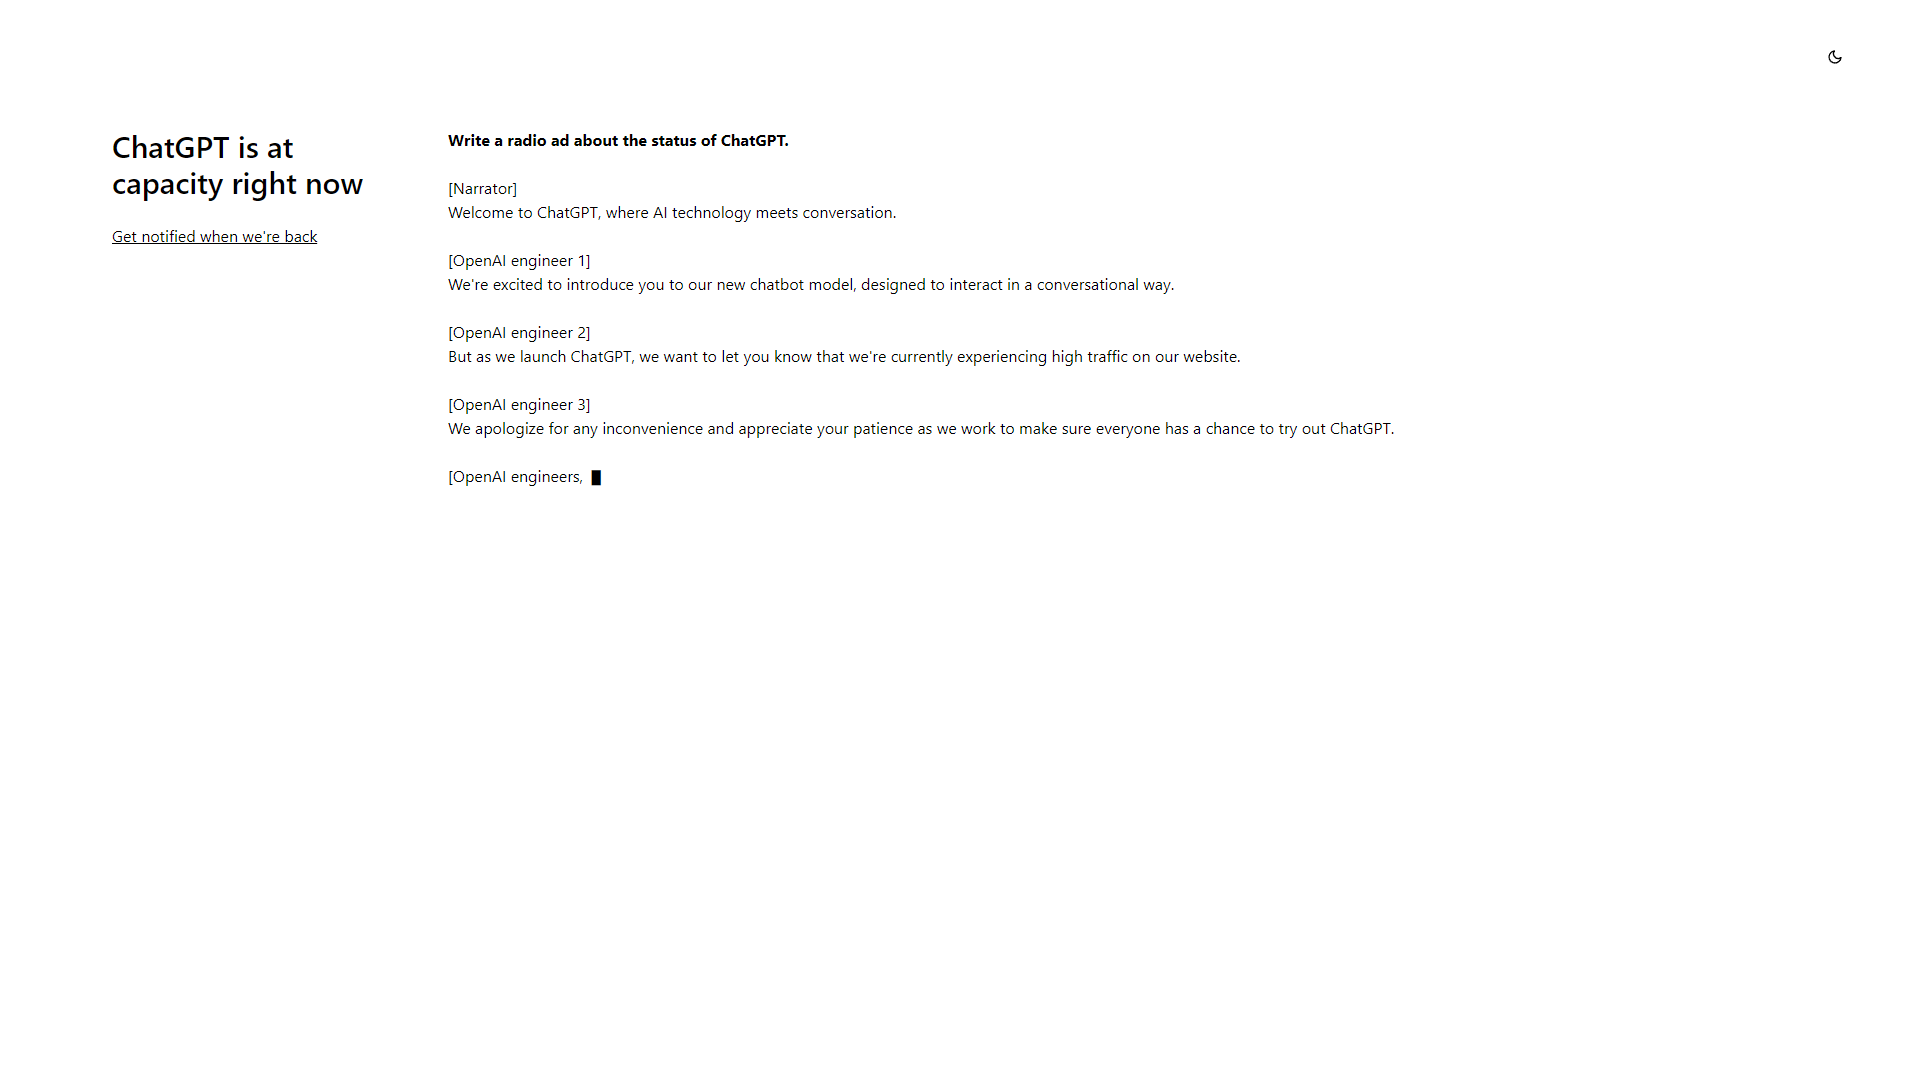 ChatGPT is at
capacity right now
Get notified when we're back
Write a radio ad about the status of ChatGPT.
[Narrator]
Welcome to ChatGPT, where AI technology meets conversation.
[OpenAI engineer 1]
We're excited to introduce you to our new chatbot model, designed to interact in a conversational way.
[OpenAI engineer 2]
But as we launch ChatGPT, we want to let you know that we're currently experiencing high traffic on our website.
[OpenAI engineer 3]
We apologize for any inconvenience and appreciate your patience as we work to make sure everyone has a chance to try out ChatGPT.
[OpenAI engineers,